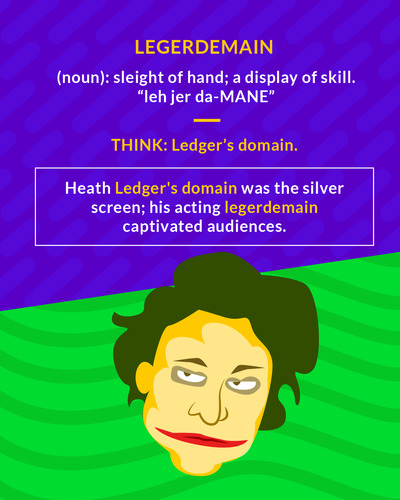 LEGERDEMAIN
(noun): sleight of hand; a display of skill.
“leh jer da-MANE”
THINK: Ledger’s domain.
Heath Ledger's domain was the silver
screen; his acting legerdemain
captivated audiences.